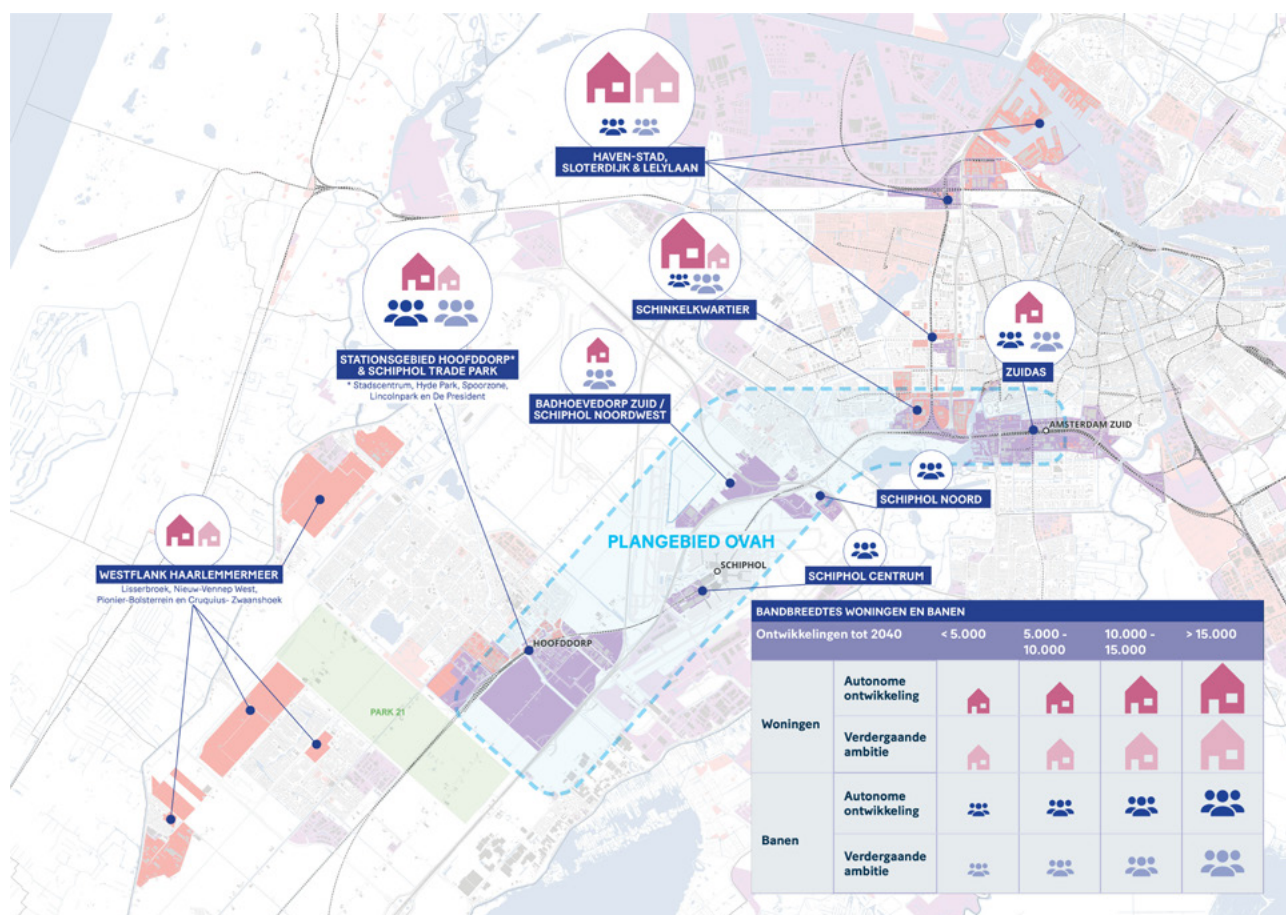 HAVEN-STAD,
SLOTERDIJK & LELYLAAN
SCHINKELKWARTIER
ZUIDAS
STATIONSGEBIED HOOFDDORP*
& SCHIPHOL TRADE PARK
* Stadscentrum, Hyde Park, Spoorzone,
Lincolnpark en De President
BADHOEVEDORP ZUID /
SCHIPHOL NOORDWEST
AMSTERDAM ZUID
SCHIPHOL NOORD
PLANGEBIED OVAH
SCHIPHOL
SCHIPHOL CENTRUM
WESTFLANK HAARLEMMERMEER
Lisserbroek, Nieuw-Vennep West,
Pionier-Bolsterrein en Cruquius- Zwaanshoek
HOOFDDORP
PARK 21
BANDBREEDTES WONINGEN EN BANEN
Ontwikkelingen tot 2040 < 5.000 5.000 - 10.000 10.000 - 15.000 > 15.000
Woningen
Autonome
ontwikkeling
Verdergaande
ambitie
Banen
Autonome
ontwikkeling
Verdergaande
ambitie